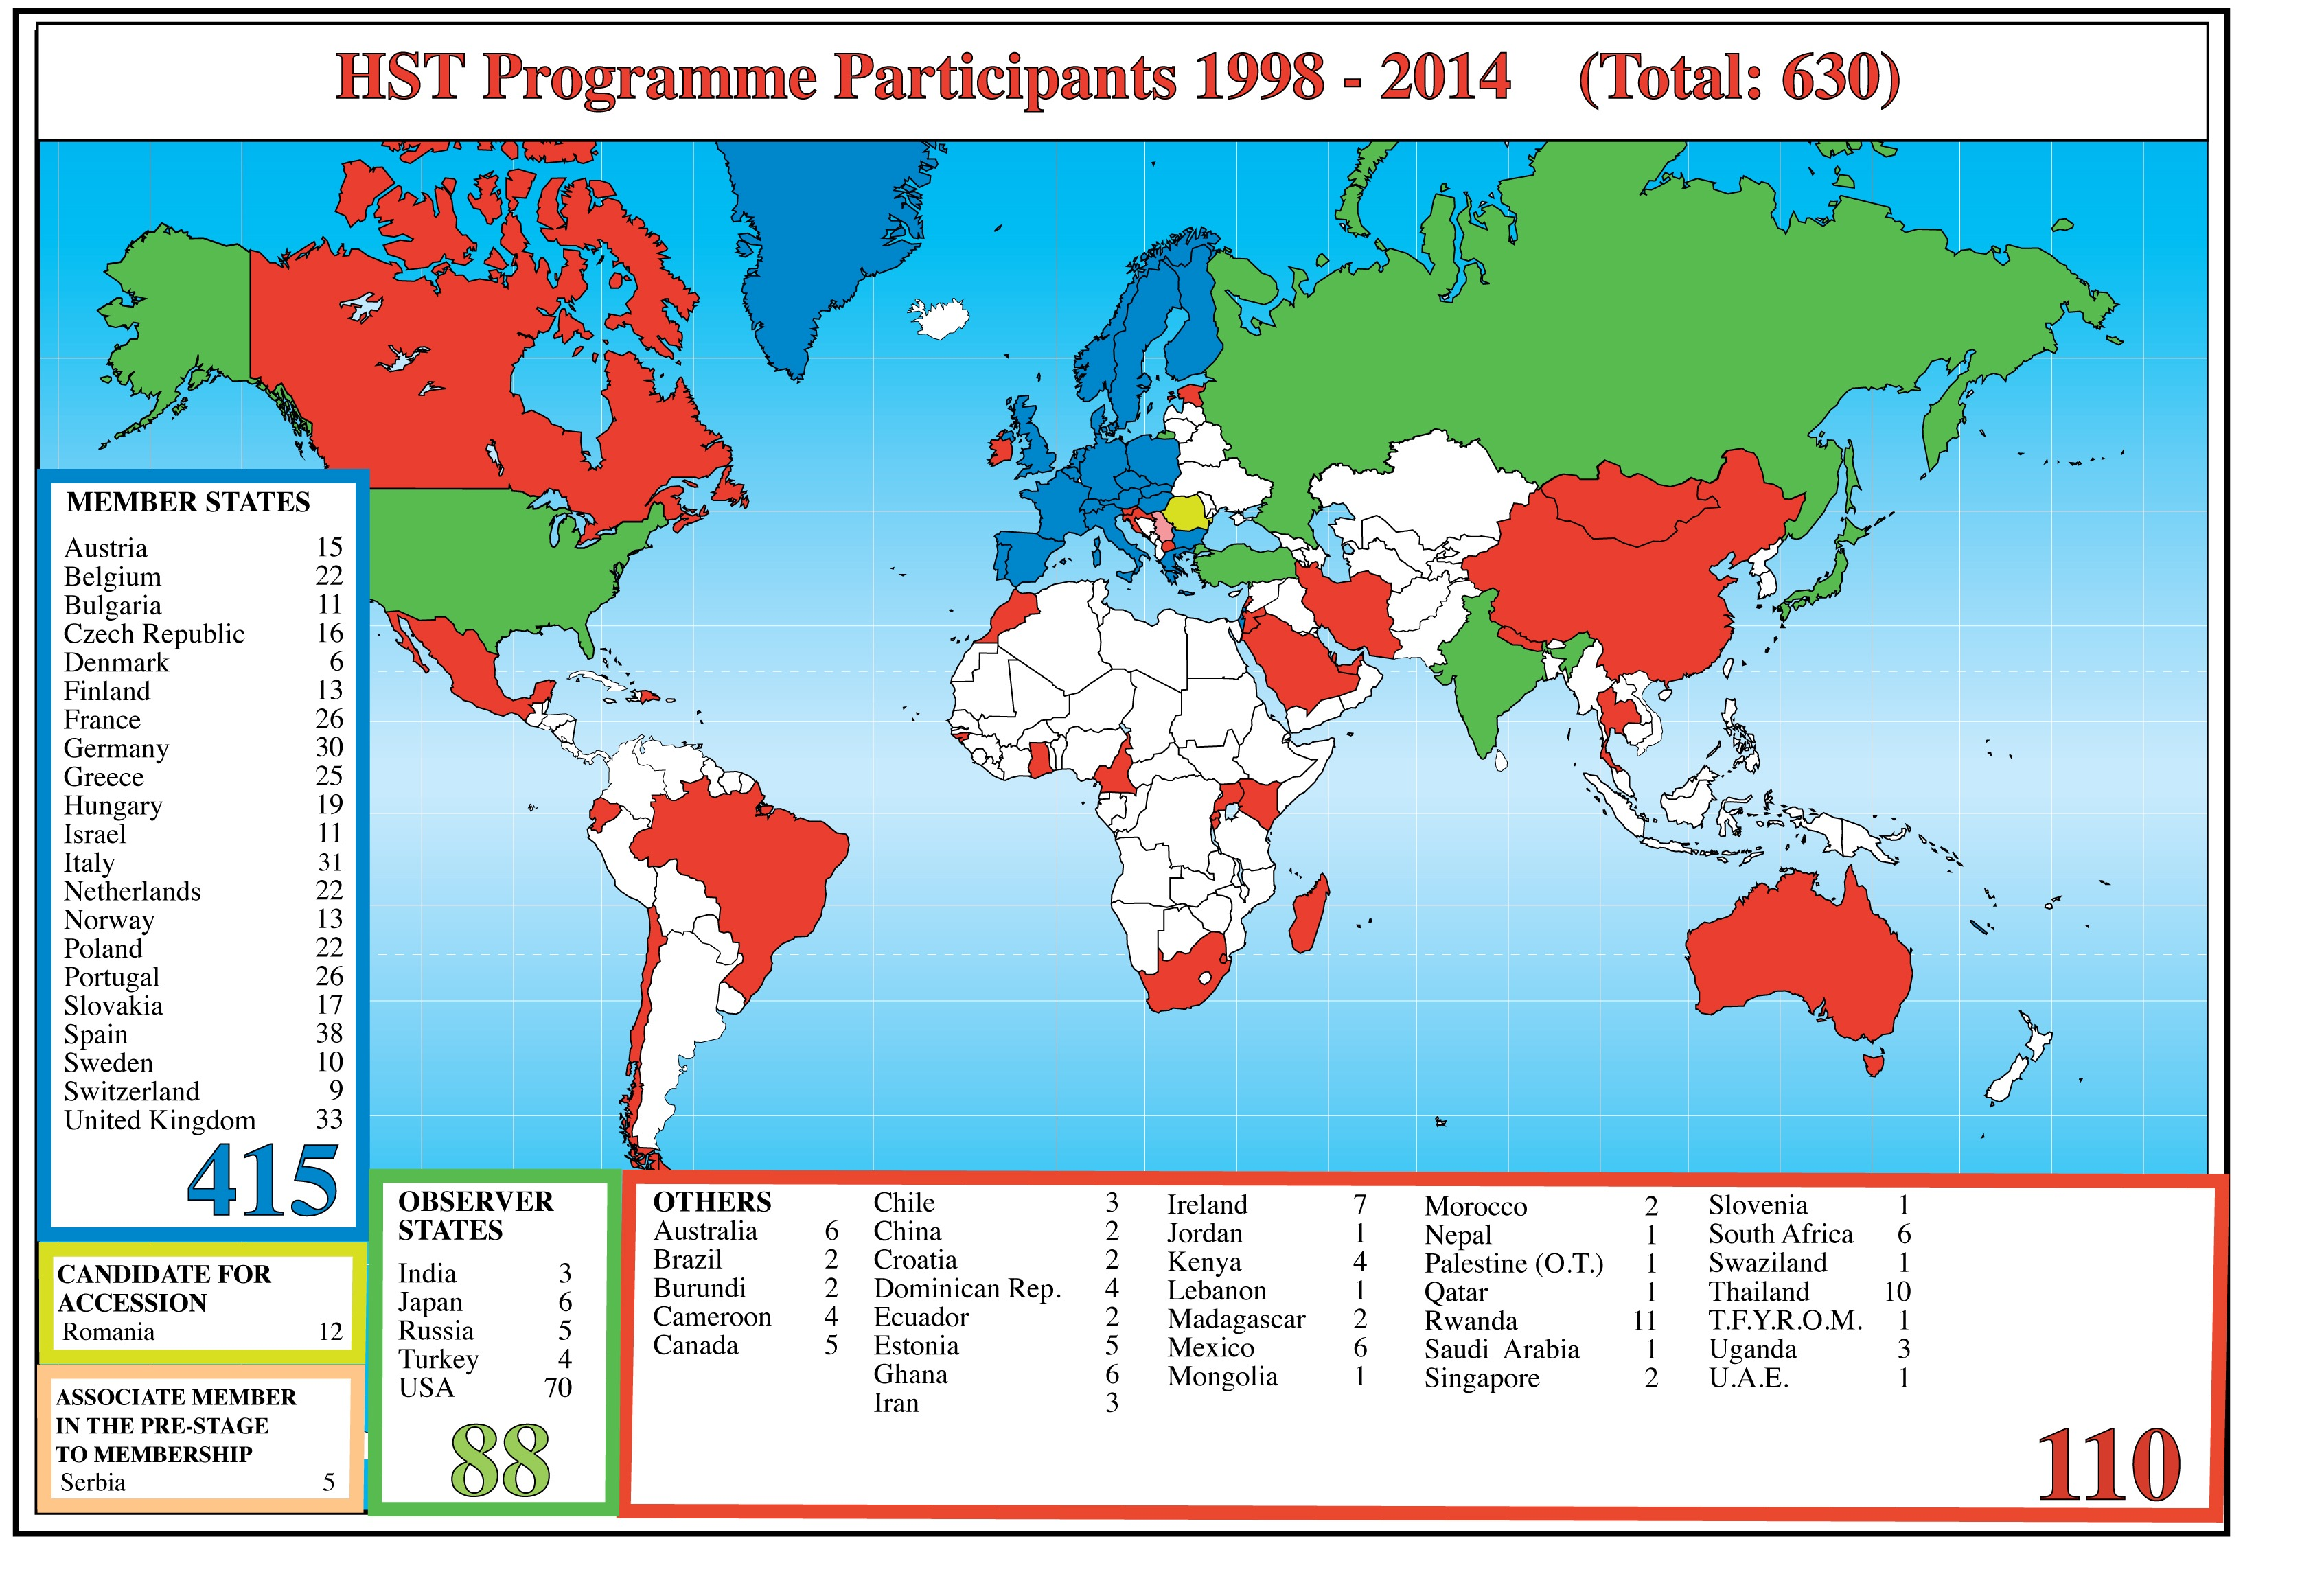 HST Programme Participants 1998 - 2014 (Total: 630)
MEMBER STATES
Austria 15
Belgium 22
Bulgaria 11
Czech Republic 16
Denmark 6
Finland 13
France 26
Germany 30
Greece 25
Hungary 19
Israel 11
Italy 31
Netherlands 22
Norway 13
Poland 22
Portugal 26
Slovakia 17
Spain 38
Sweden 10
Switzerland 9
United Kingdom 33
415
CANDIDATE FOR
ACCESSION
Romania 12
ASSOCIATE MEMBER
IN THE PRE-STAGE
TO MEMBERSHIP
Serbia 5
OBSERVER
STATES
India 3
Japan 6
Russia 5
Turkey 4
USA 70
88
OTHERS
Australia 6
Brazil 2
Burundi 2
Cameroon 4
Canada 5
Chile 3
China 2
Croatia 2
Dominican Rep. 4
Ecuador 2
Estonia 5
Ghana 6
Iran 3
Ireland 7
Jordan 1
Kenya 4
Lebanon 1
Madagascar 2
Mexico 6
Mongolia 1
Morocco 2
Nepal 1
Palestine (O.T.) 1
Qatar 1
Rwanda 11
Saudi Arabia 1
Singapore 2
Slovenia 1
South Africa 6
Swaziland 1
Thailand 10
T.F.Y.R.O.M. 1
Uganda 3
U.A.E. 1
110